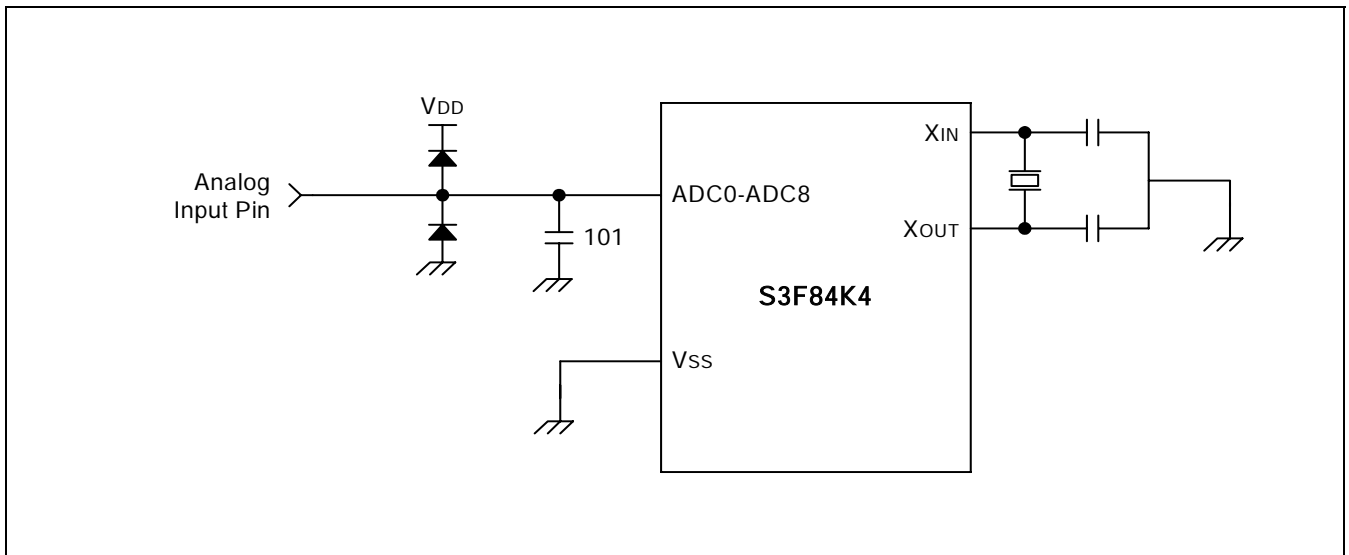 VDD
Analog
Input Pin
101
ADC0-ADC8
XIN
XOUT
S3F84K4
VSS